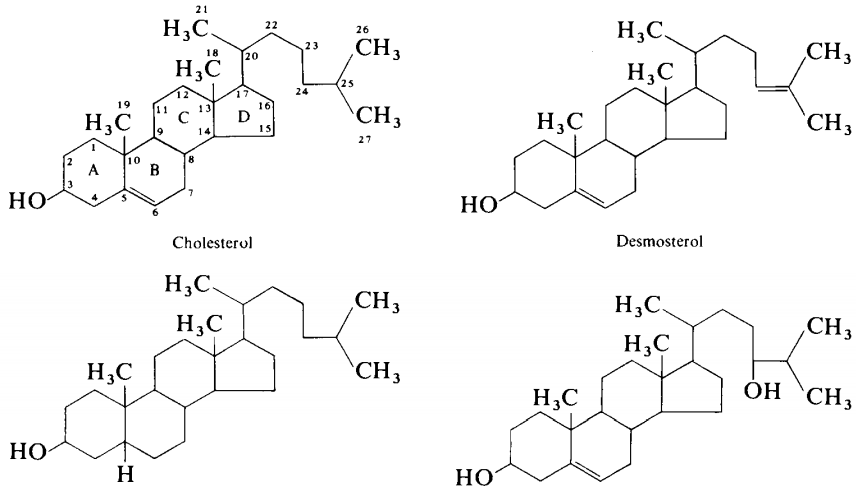 21
H₃C
22
26
CH₃
23
18
H₃C
20
25
24
12
17
CH₃
27
19
H₃C
11
13
16
C
D
1
9
14
15
2
10
8
A
B
3
HO
4
5
6
7
Cholesterol
H₃C
CH₃
H₃C
CH₃
H₃C
HO
Desmosterol
H₃C
CH₃
H₃C
CH₃
H₃C
HO
H
H₃C
CH₃
H₃C
OH
CH₃
H₃C
HO